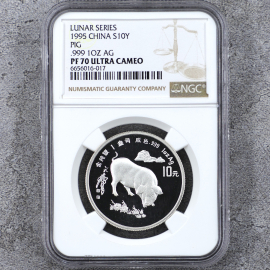 LUNAR SERIES
1995 CHINA S10Y
PIG
.999 1OZ AG
PF 70 ULTRA CAMEO
6656016-017
NUMISMATIC GUARANTY COMPANY
NGC
10元